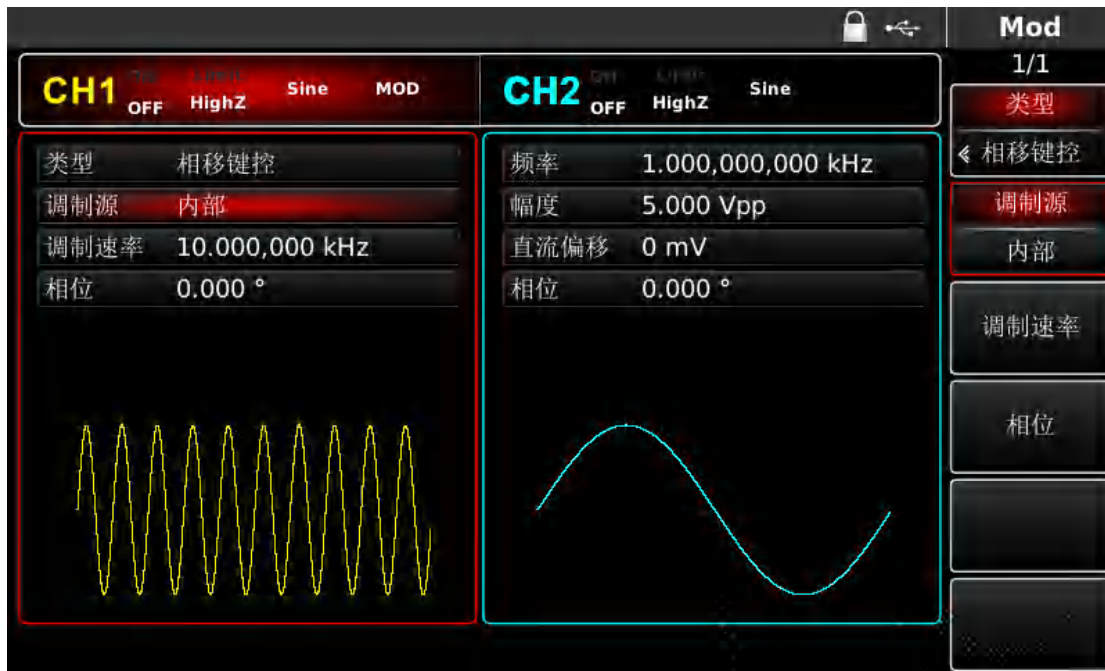 Mod
1/1
CH1 OFF HighZ Sine MOD
CH2 OFF HighZ Sine
类型 相移键控
调制源 内部
调制速率 10.000,000 kHz
相位 0.000 °
频率 1.000,000,000 kHz
幅度 5.000 Vpp
直流偏移 0 mV
相位 0.000 °
类型
相移键控
调制源
内部
调制速率
相位